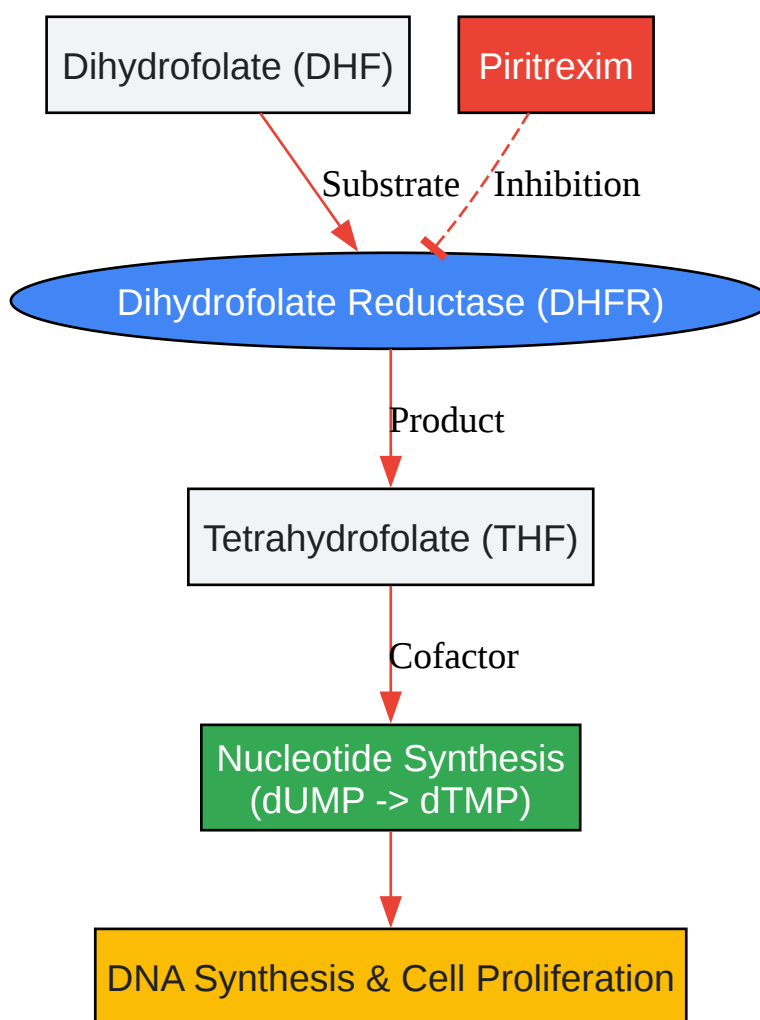 Dihydrofolate (DHF)
Piritrexim
Substrate
Inhibition
Dihydrofolate Reductase (DHFR)
Product
Tetrahydrofolate (THF)
Cofactor
Nucleotide Synthesis
(dUMP -> dTMP)
DNA Synthesis & Cell Proliferation